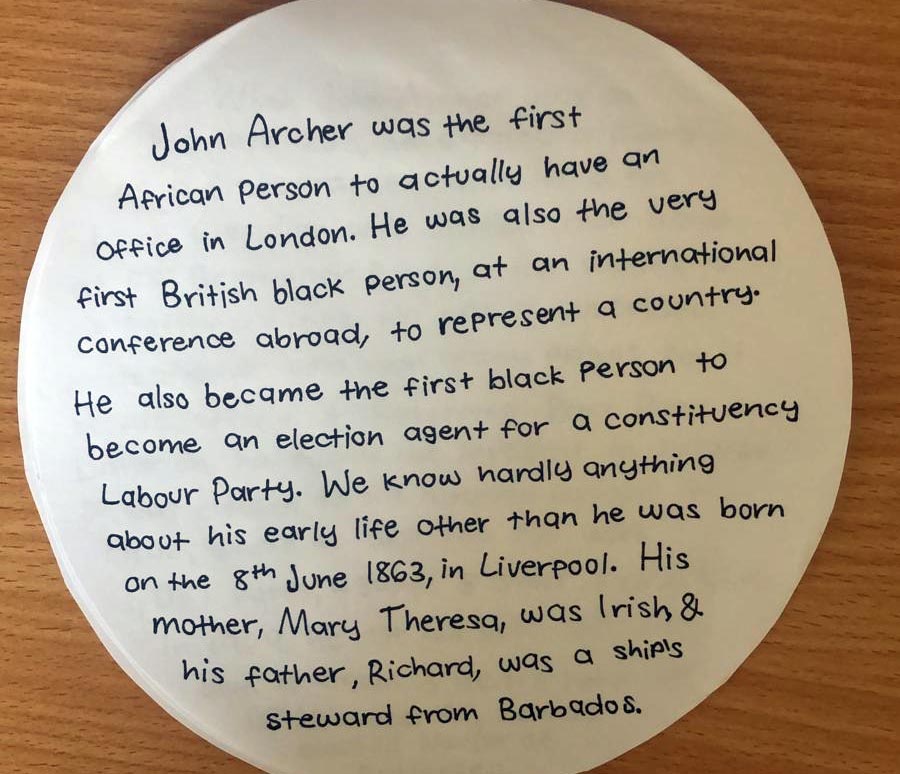 John Archer was the first
African person to actually have an
office in London. He was also the very
first British black person, at an international
conference abroad, to represent a country.
He also became the first black person to
become an election agent for a constituency
Labour Party. We know hardly anything
about his early life other than he was born
on the 8th June 1863, in Liverpool. His
mother, Mary Theresa, was Irish, &
his father, Richard, was a ship's
steward from Barbados.